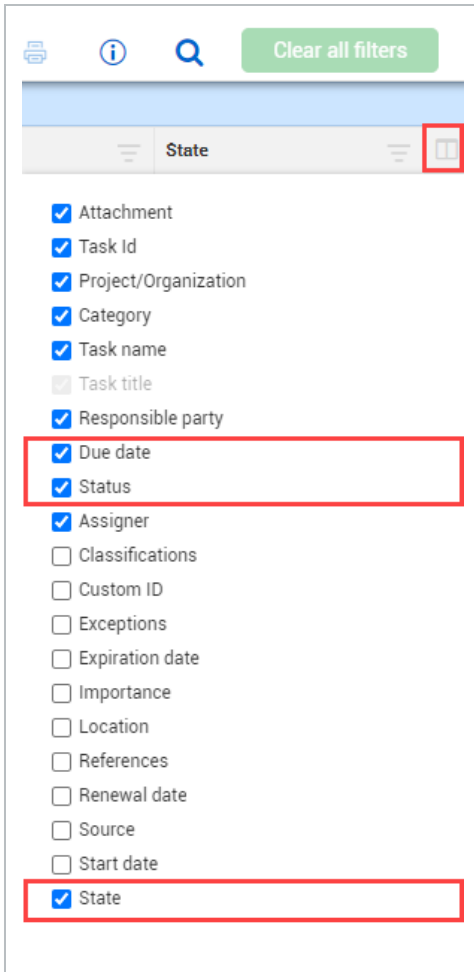 Clear all filters
State
Attachment
Task Id
Project/Organization
Category
Task name
Task title
Responsible party
Due date
Status
Assigner
Classifications
Custom ID
Exceptions
Expiration date
Importance
Location
References
Renewal date
Source
Start date
State